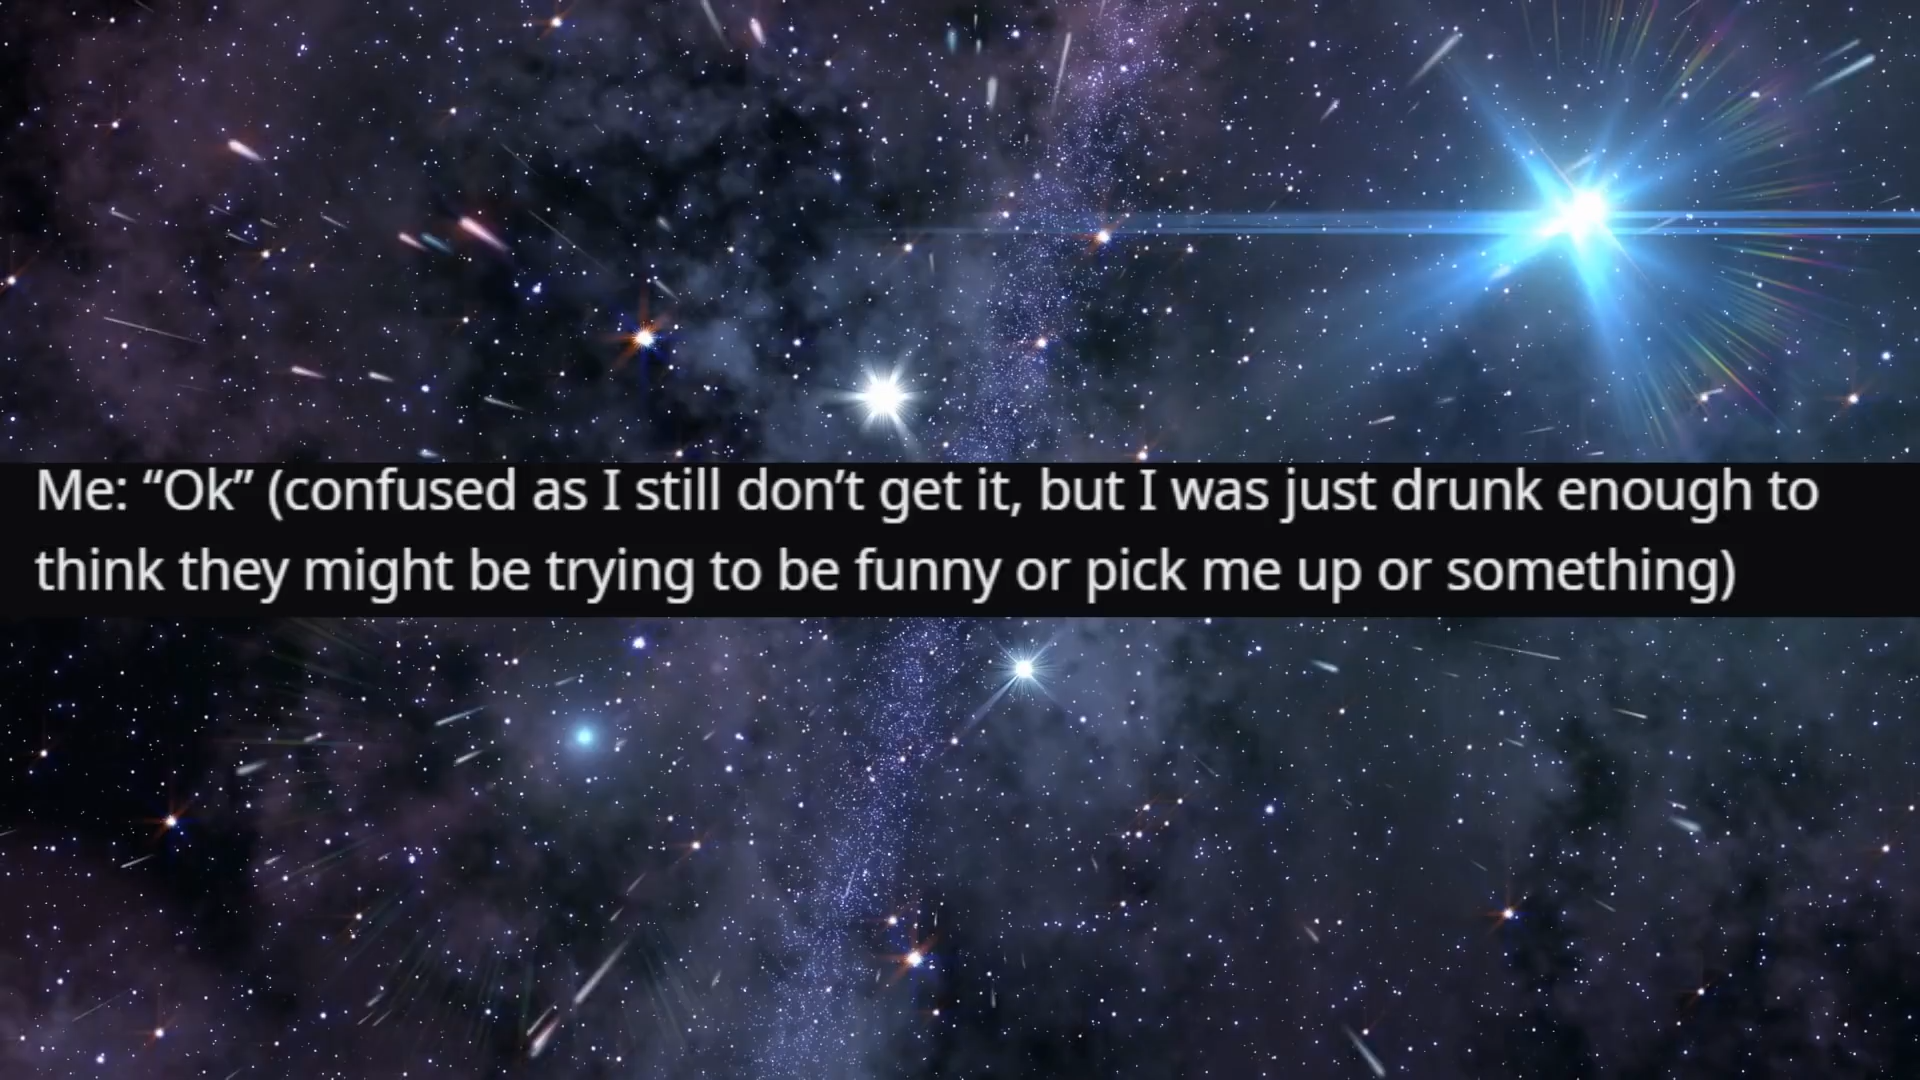 Me: “Ok” (confused as I still don’t get it, but I was just drunk enough to
think they might be trying to be funny or pick me up or something)